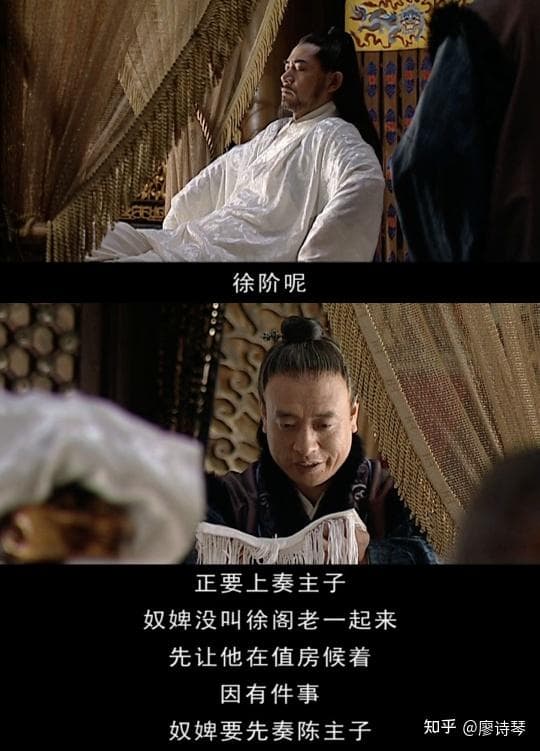 徐阶呢
正要上奏主子
奴婢没叫徐阁老一起来
先让他在值房候着
因有件事
奴婢要先奏陈主子
知乎 @廖诗琴